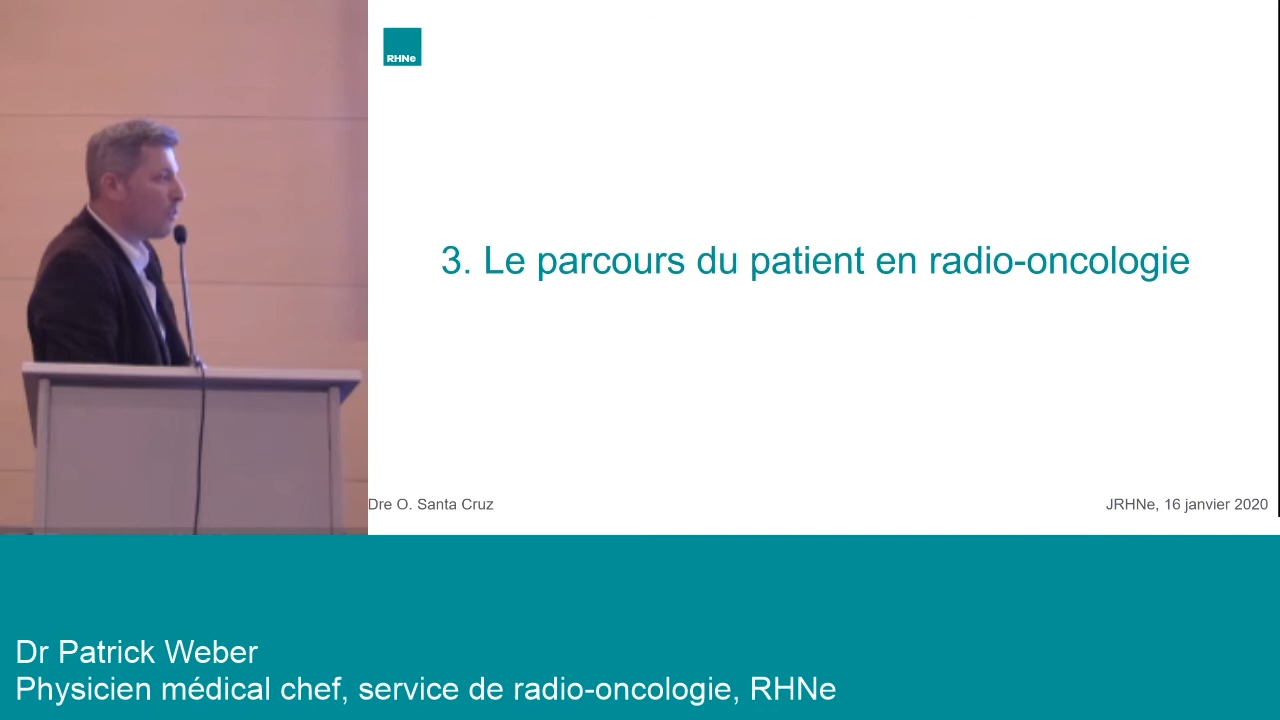 RHNe
3. Le parcours du patient en radio-oncologie
Dre O. Santa Cruz
JRHNe, 16 janvier 2020
Dr Patrick Weber
Physicien médical chef, service de radio-oncologie, RHNe